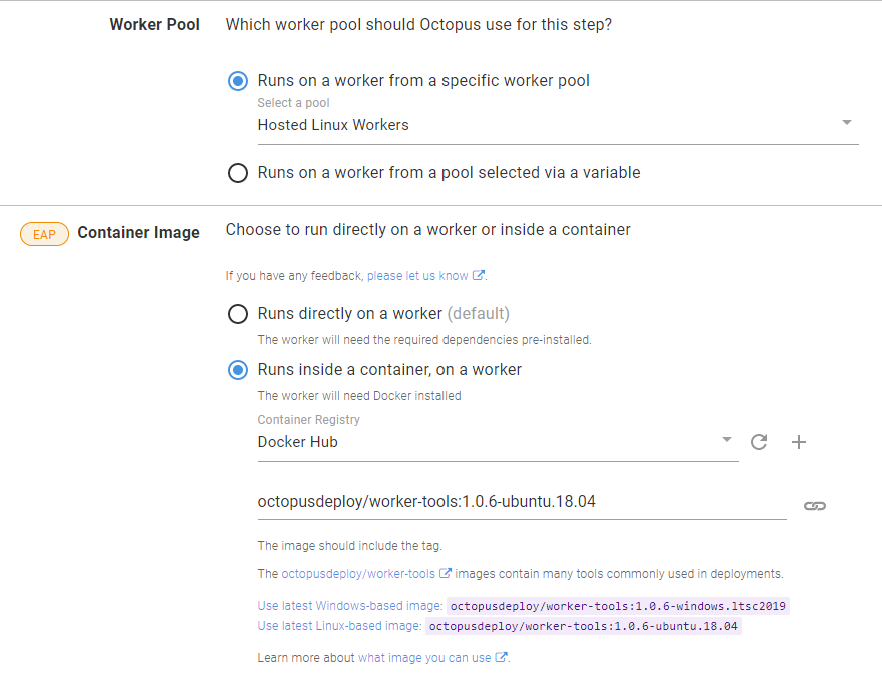 Worker Pool
Which worker pool should Octopus use for this step?
Runs on a worker from a specific worker pool
Select a pool
Hosted Linux Workers
Runs on a worker from a pool selected via a variable
EAP
Container Image
Choose to run directly on a worker or inside a container
If you have any feedback, please let us know.
Runs directly on a worker (default)
The worker will need the required dependencies pre-installed.
Runs inside a container, on a worker
The worker will need Docker installed
Container Registry
Docker Hub
octopusdeploy/worker-tools:1.0.6-ubuntu.18.04
The image should include the tag.
The octopusdeploy/worker-tools images contain many tools commonly used in deployments.
Use latest Windows-based image: octopusdeploy/worker-tools:1.0.6-windows.ltsc2019
Use latest Linux-based image: octopusdeploy/worker-tools:1.0.6-ubuntu.18.04
Learn more about what image you can use.